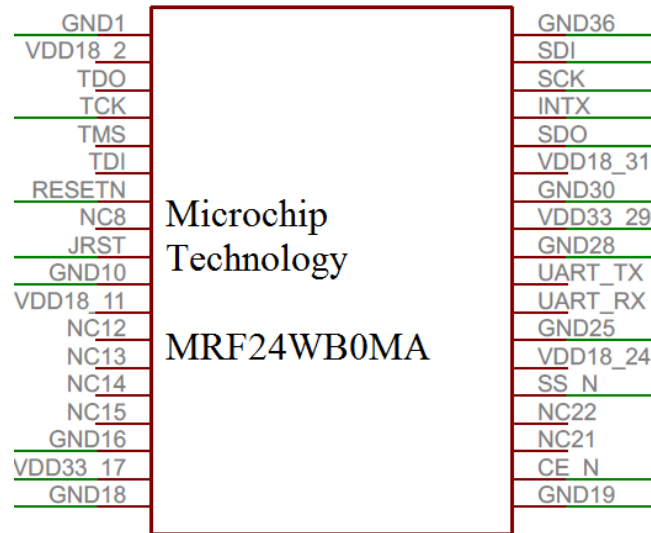 GND1
VDD18_2
TDO
TCK
TMS
TDI
RESETN
NC8
JRST
GND10
VDD18_11
NC12
NC13
NC14
NC15
GND16
VDD33_17
GND18
Microchip
Technology
MRF24WB0MA
GND36
SDI
SCK
INTX
SDO
VDD18_31
GND30
VDD33_29
GND28
UART_TX
UART_RX
GND25
VDD18_24
SS_N
NC22
NC21
CE_N
GND19